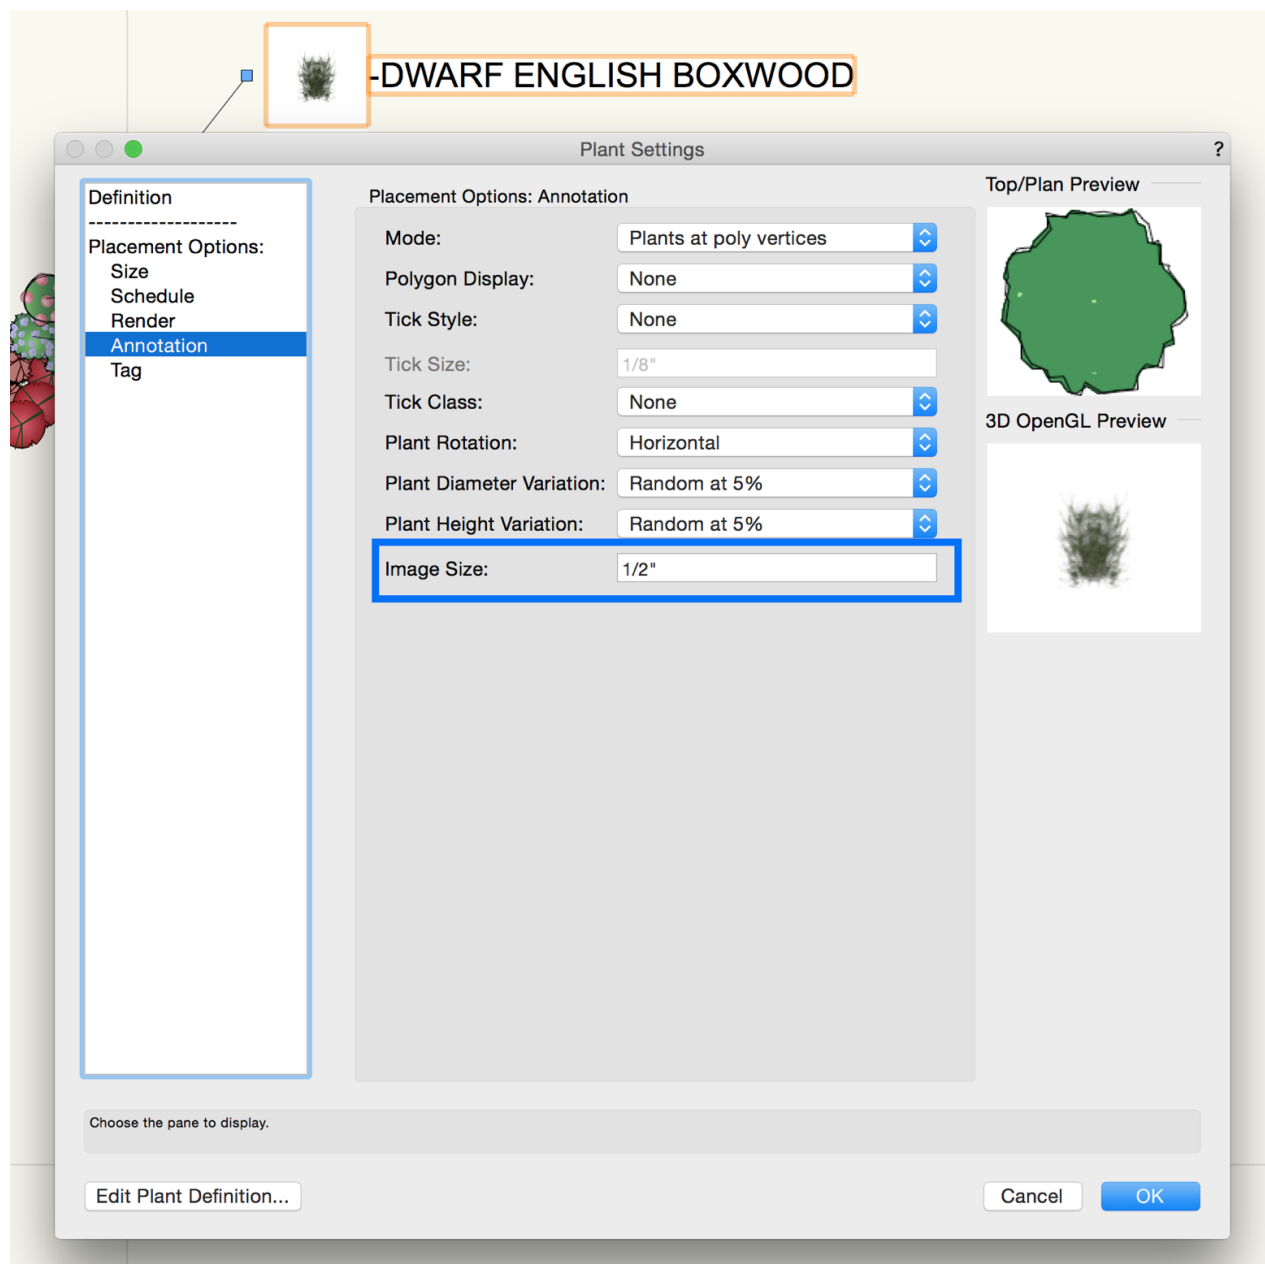 -DWARF ENGLISH BOXWOOD
Plant Settings
?
Definition
-------------------
Placement Options:
Size
Schedule
Render
Annotation
Tag
Placement Options: Annotation
Mode: Plants at poly vertices
Polygon Display: None
Tick Style: None
Tick Size: 1/8"
Tick Class: None
Plant Rotation: Horizontal
Plant Diameter Variation: Random at 5%
Plant Height Variation: Random at 5%
Image Size: 1/2"
Top/Plan Preview
3D OpenGL Preview
Choose the pane to display.
Edit Plant Definition...
Cancel
OK